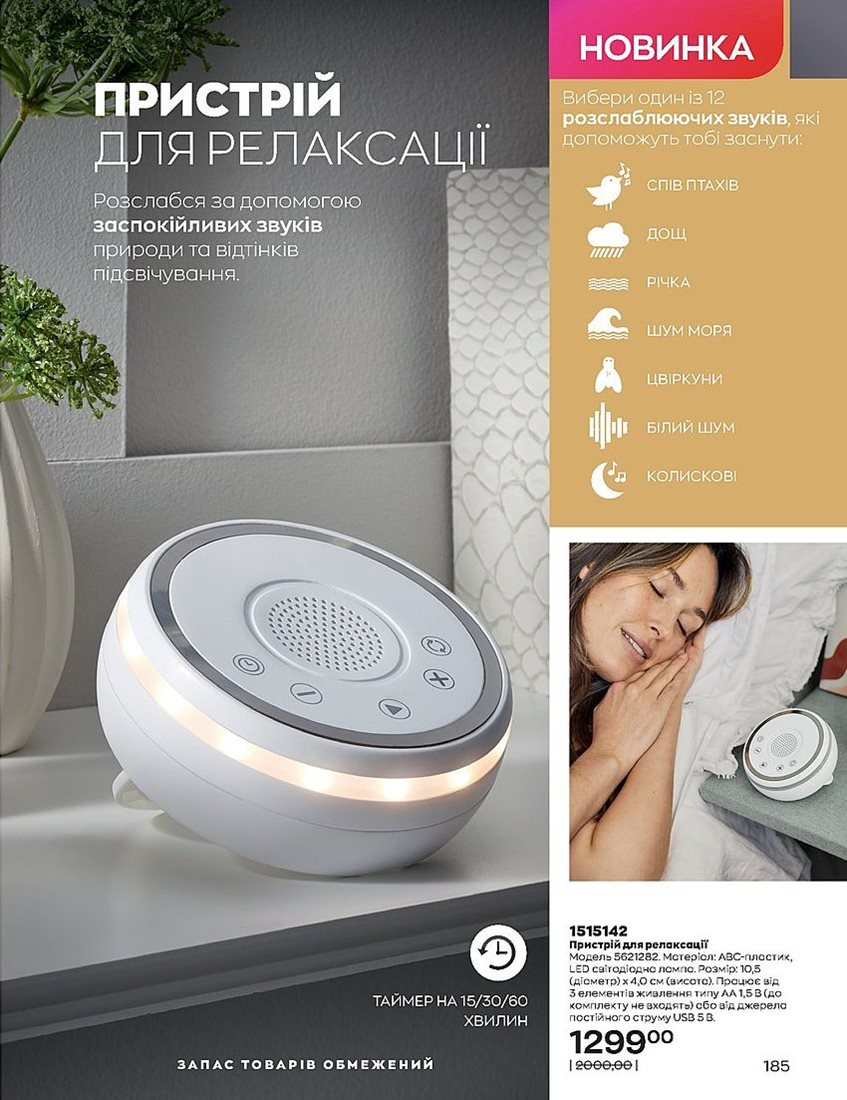 ПРИСТРІЙ
ДЛЯ РЕЛАКСАЦІЇ
Розслабся за допомогою
заспокійливих звуків
природи та відтінків
підсвічування.
НОВИНКА
Вибери один із 12
розслаблюючих звуків, які
допоможуть тобі заснути:
СПІВ ПТАХІВ
ДОЩ
РІЧКА
ШУМ МОРЯ
ЦВІРКУНИ
БІЛИЙ ШУМ
КОЛИСКОВІ
ТАЙМЕР НА 15/30/60
ХВИЛИН
ЗАПАС ТОВАРІВ ОБМЕЖЕНИЙ
1515142
Пристрій для релаксації
Модель 5621282. Матеріал: АВС-пластик,
LED світодіодна лампа. Розмір: 10,5
(діаметр) х 4,0 см (висота). Працює від
3 елементів живлення типу АА 1,5 В (до
комплекту не входять) або від джерела
постійного струму USB 5 В.
129900
| 2000,00 |
185